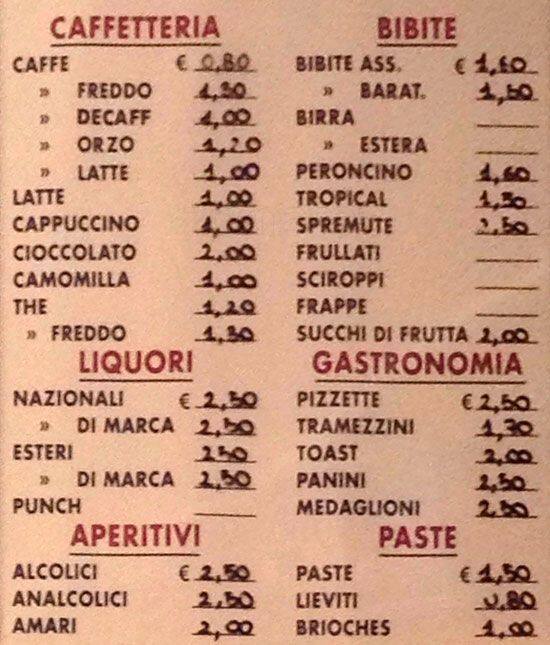 CAFFETTERIA
CAFFE € 0,80
» FREDDO 1,30
» DECAFF 1,00
» ORZO 1,20
» LATTE 1,00
LATTE 1,00
CAPPUCCINO 1,00
CIOCCOLATO 2,00
CAMOMILLA 1,00
THE 1,20
» FREDDO 1,30
LIQUORI
NAZIONALI € 2,50
» DI MARCA 2,50
ESTERI 2,50
» DI MARCA 2,50
PUNCH
APERITIVI
ALCOLICI € 2,50
ANALCOLICI 2,50
AMARI 2,00
BIBITE
BIBITE ASS. € 1,60
» BARAT. 1,50
BIRRA
» ESTERA
PERONCINO 1,60
TROPICAL 1,30
SPREMUTE 2,50
FRULLATI
SCIROPPI
FRAPPE
SUCCHI DI FRUTTA 2,00
GASTRONOMIA
PIZZETTE € 2,50
TRAMEZZINI 1,70
TOAST 2,00
PANINI 2,50
MEDAGLIONI 2,50
PASTE
PASTE € 1,50
LIEVITI 0,80
BRIOCHES 1,00